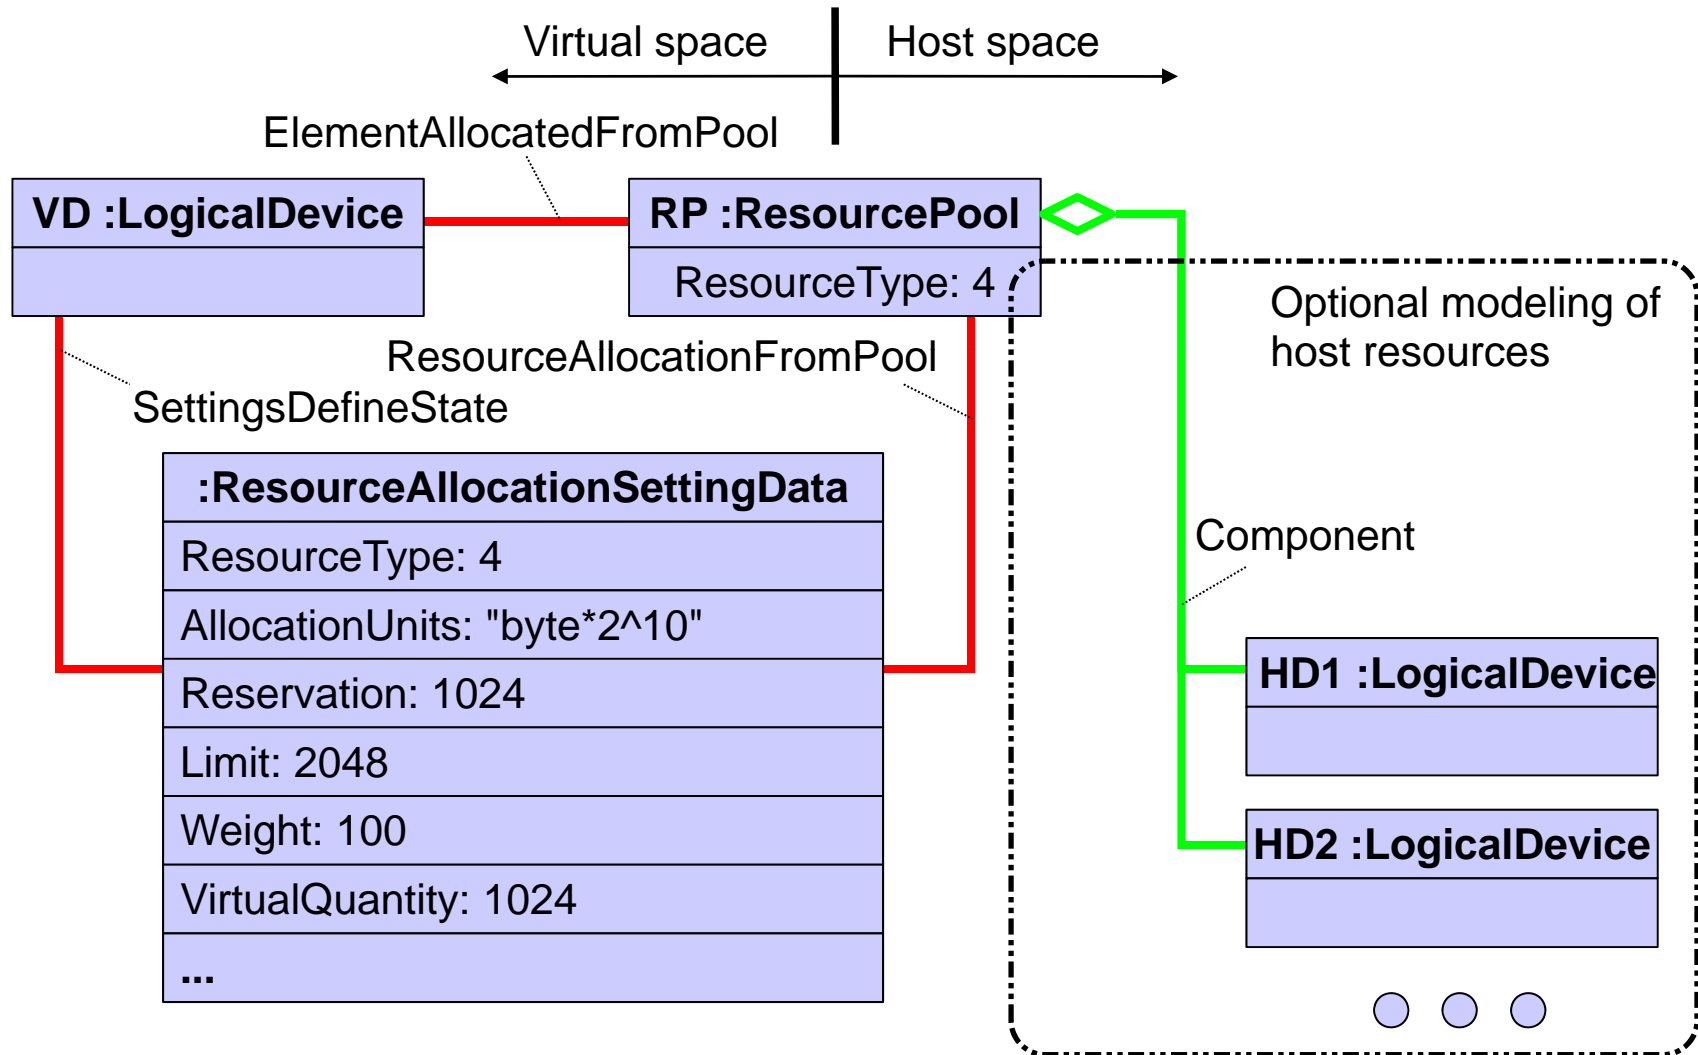 Virtual space
Host space
ElementAllocatedFromPool
VD :LogicalDevice
RP :ResourcePool
ResourceType: 4
Optional modeling of
host resources
ResourceAllocationFromPool
SettingsDefineState
:ResourceAllocationSettingData
ResourceType: 4
AllocationUnits: "byte*2^10"
Reservation: 1024
Limit: 2048
Weight: 100
VirtualQuantity: 1024
...
Component
HD1 :LogicalDevice
HD2 :LogicalDevice